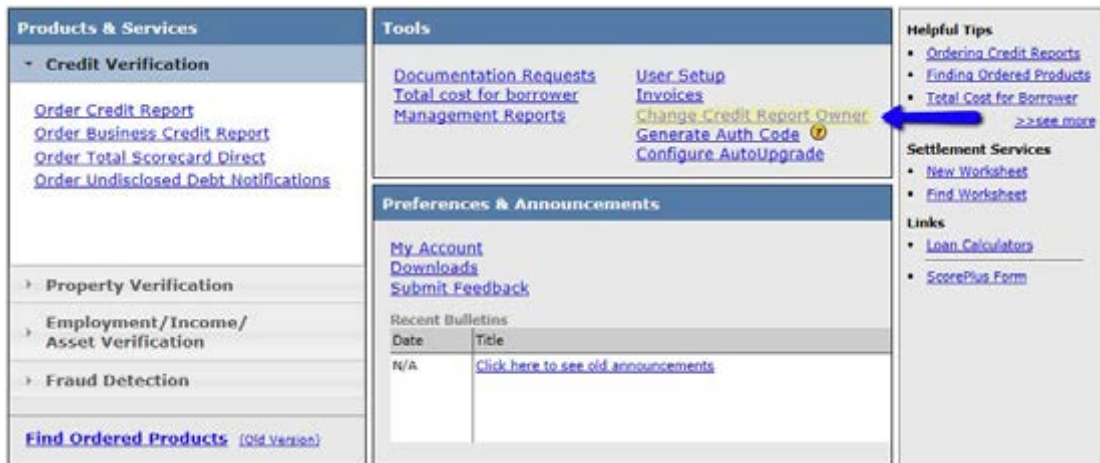 Products & Services
Credit Verification
Order Credit Report
Order Business Credit Report
Order Total Scorecard Direct
Order Undisclosed Debt Notifications
Property Verification
Employment/Income/
Asset Verification
Fraud Detection
Find Ordered Products (Old Version)
Tools
Documentation Requests
Total cost for borrower
Management Reports
User Setup
Invoices
Change Credit Report Owner
Generate Auth Code ?
Configure AutoUpgrade
Preferences & Announcements
My Account
Downloads
Submit Feedback
Recent Bulletins
Date Title
N/A Click here to see old announcements
Helpful Tips
• Ordering Credit Reports
• Finding Ordered Products
• Total Cost for Borrower
>>see more
Settlement Services
• New Worksheet
• Find Worksheet
Links
• Loan Calculators
• ScorePlus Form